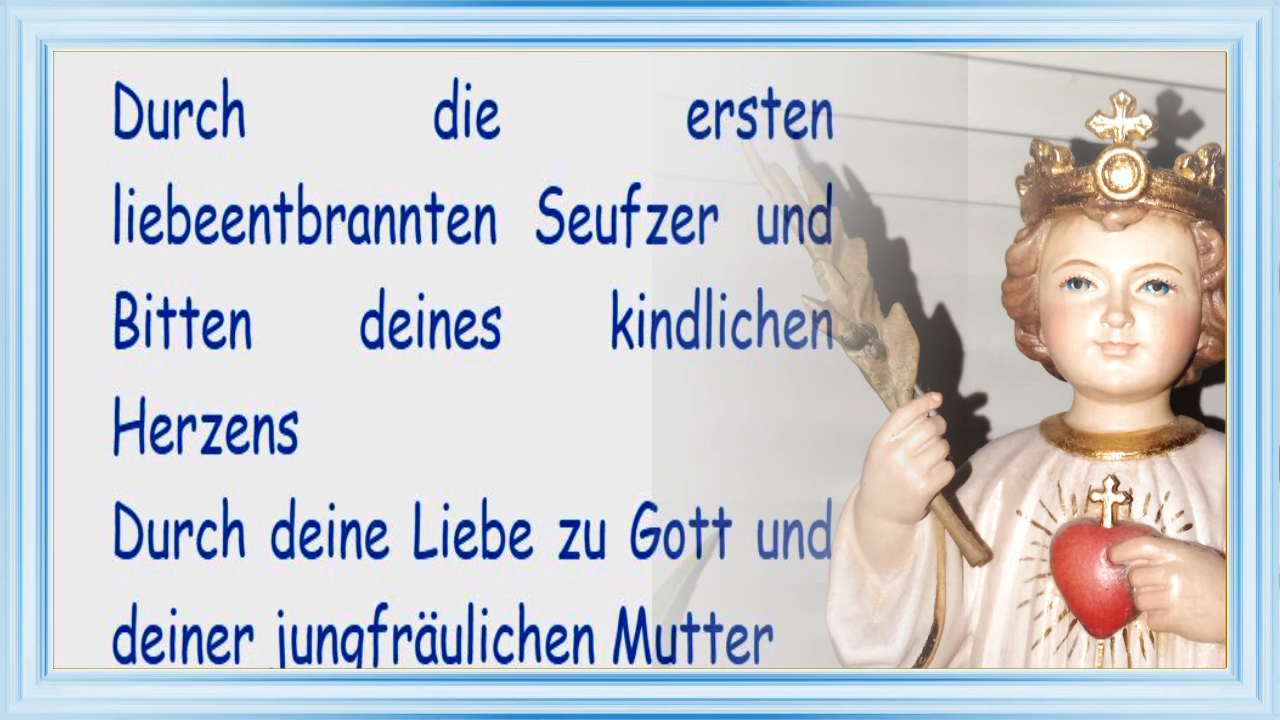 Durch die ersten
liebeentbrannten Seufzer und
Bitten deines kindlichen
Herzens
Durch deine Liebe zu Gott und
deiner jungfräulichen Mutter